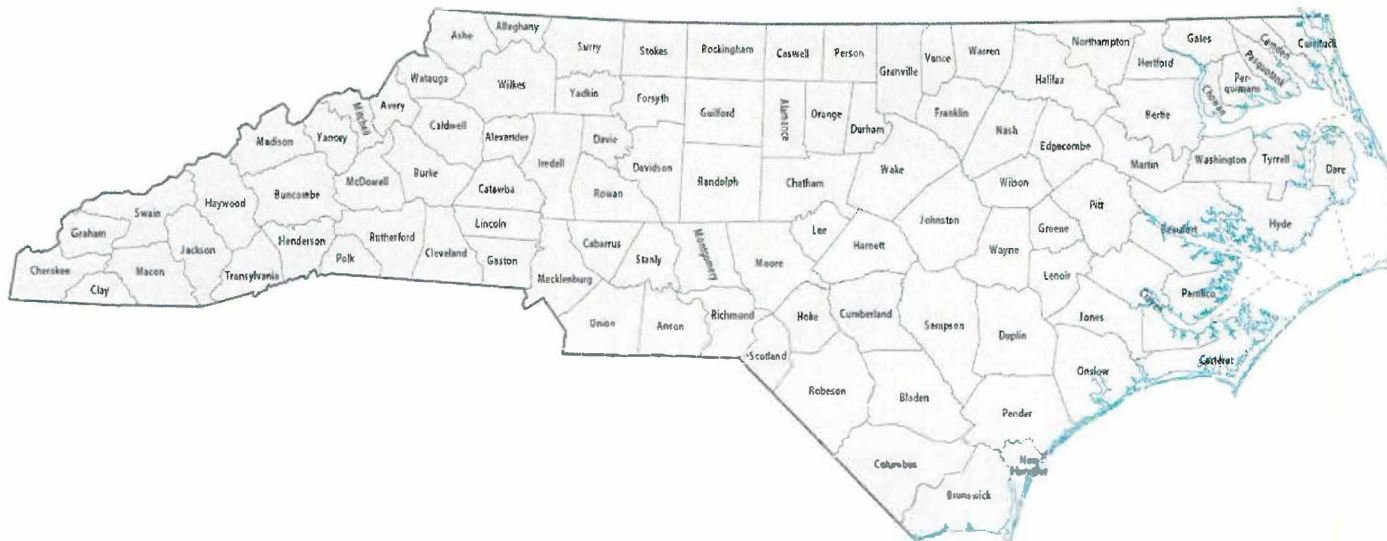 Ashe
Alleghany
Surry
Stokes
Rockingham
Caswell
Person
Granville
Vance
Warren
Northampton
Gates
Camden
Currituck
Hertford
Pasquotank
Per-
quimans
Chowan
Halifax
Watauga
Wilkes
Yadkin
Forsyth
Guilford
Alamance
Orange
Durham
Franklin
Nash
Bertie
Avery
Mitchell
Caldwell
Alexander
Iredell
Davie
Davidson
Edgecombe
Martin
Washington
Tyrrell
Dare
Madison
Yancey
McDowell
Burke
Catawba
Rowan
Randolph
Chatham
Wake
Wilson
Pitt
Buncombe
Haywood
Swain
Graham
Jackson
Lincoln
Johnston
Greene
Beaufort
Hyde
Henderson
Rutherford
Cleveland
Gaston
Cabarrus
Stanly
Montgomery
Moore
Lee
Harnett
Wayne
Lenoir
Cherokee
Macon
Clay
Transylvania
Polk
Mecklenburg
Craven
Pamlico
Union
Anson
Richmond
Hoke
Cumberland
Sampson
Duplin
Jones
Scotland
Carteret
Onslow
Robeson
Bladen
Pender
Columbus
New
Hanover
Brunswick